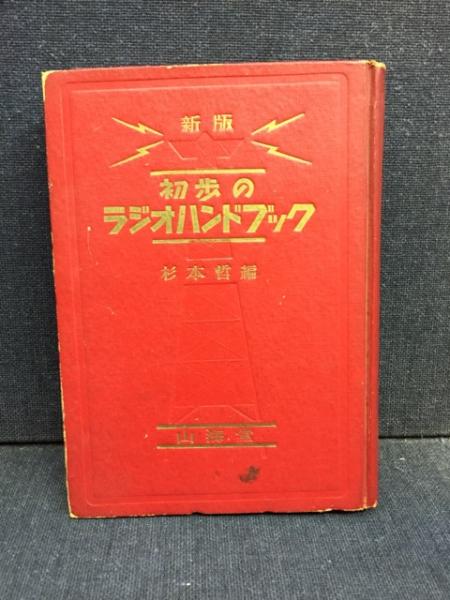 新版
初歩の
ラジオハンドブック
杉本哲編
山海堂